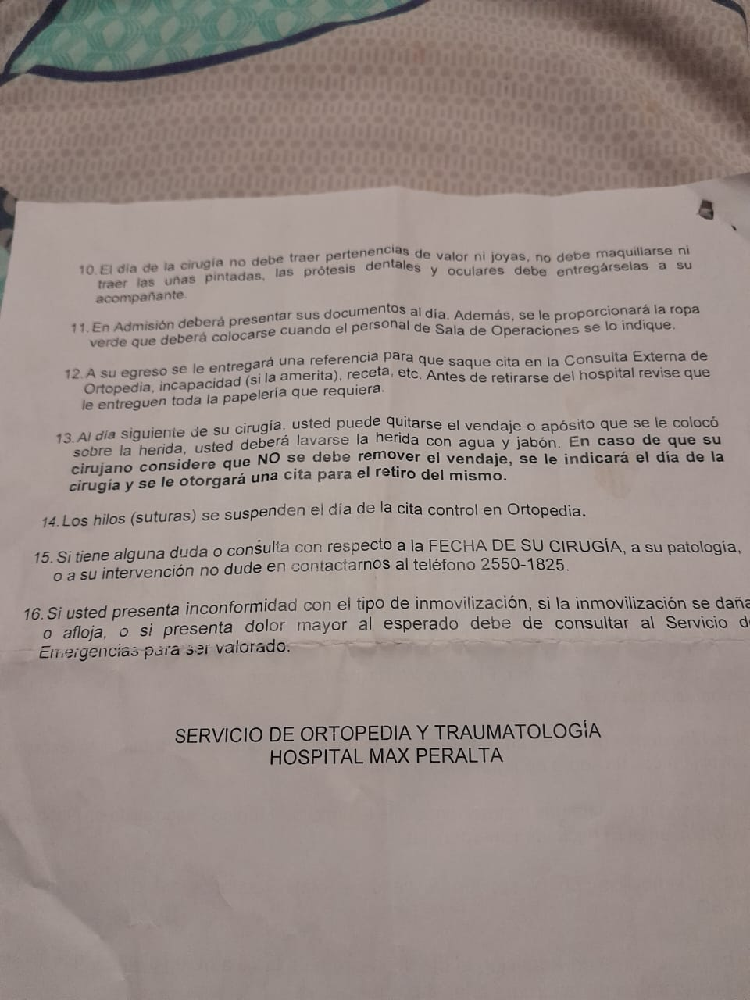 10. El día de la cirugía no debe traer pertenencias de valor ni joyas, no debe maquillarse ni
traer las uñas pintadas, las prótesis dentales y oculares debe entregárselas a su
acompañante.
11. En Admisión deberá presentar sus documentos al día. Además, se le proporcionará la ropa
verde que deberá colocarse cuando el personal de Sala de Operaciones se lo indique.
12. A su egreso se le entregará una referencia para que saque cita en la Consulta Externa de
Ortopedia, incapacidad (si la amerita), receta, etc. Antes de retirarse del hospital revise que
le entreguen toda la papelería que requiera.
13. Al día siguiente de su cirugía, usted puede quitarse el vendaje o apósito que se le colocó
sobre la herida, usted deberá lavarse la herida con agua y jabón. En caso de que su
cirujano considere que NO se debe remover el vendaje, se le indicará el día de la
cirugía y se le otorgará una cita para el retiro del mismo.
14. Los hilos (suturas) se suspenden el día de la cita control en Ortopedia.
15. Si tiene alguna duda o consulta con respecto a la FECHA DE SU CIRUGÍA, a su patología,
o a su intervención no dude en contactarnos al teléfono 2550-1825.
16. Si usted presenta inconformidad con el tipo de inmovilización, si la inmovilización se daña
o afloja, o si presenta dolor mayor al esperado debe de consultar al Servicio d
Emergencias para ser valorado.
SERVICIO DE ORTOPEDIA Y TRAUMATOLOGÍA
HOSPITAL MAX PERALTA